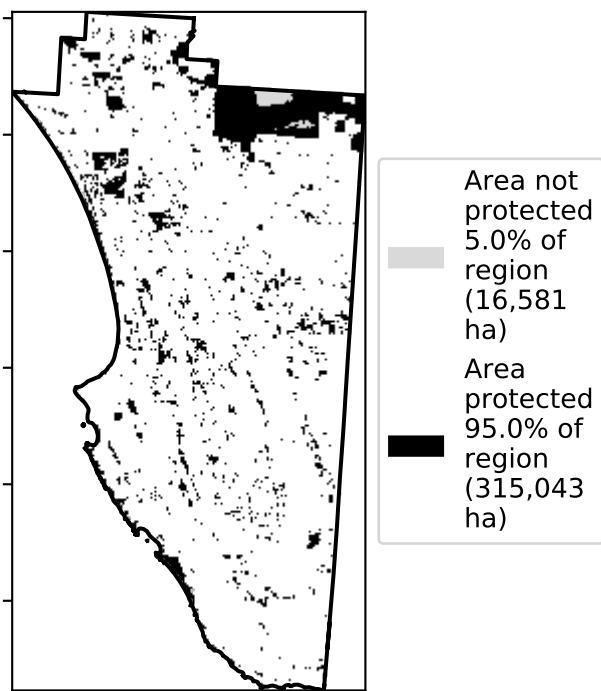 Area not
protected
5.0% of
region
(16,581
ha)
Area
protected
95.0% of
region
(315,043
ha)